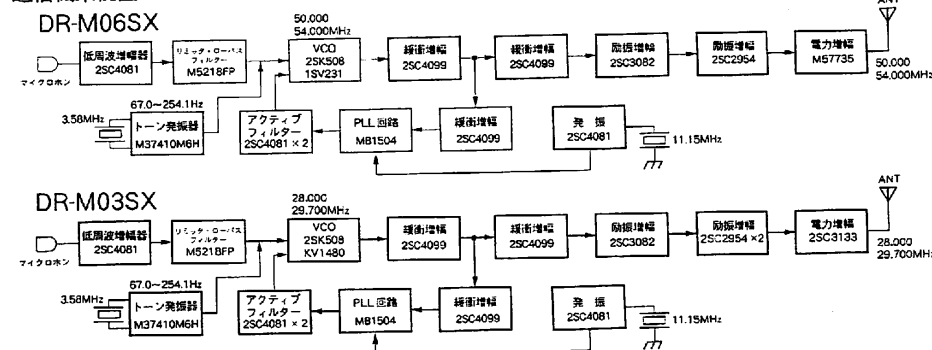 DR-M06SX
マイクロホン
低周波増幅器
2SC4081
リミッタ・ローパス
フィルター
M5218FP
50.000
54.000MHz
VCO
2SK508
1SV231
緩衝増幅
2SC4099
緩衝増幅
2SC4099
励振増幅
2SC3082
励振増幅
2SC2954
電力増幅
M57735
ANT
50.000
54.000MHz
3.58MHz
67.0~254.1Hz
トーン発振器
M37410M6H
アクティブ
フィルター
2SC4081×2
PLL回路
MB1504
緩衝増幅
2SC4099
発振
2SC4081
11.15MHz
DR-M03SX
マイクロホン
低周波増幅器
2SC4081
リミッタ・ローパス
フィルター
M5218FP
28.000
29.700MHz
VCO
2SK508
KV1480
緩衝増幅
2SC4099
緩衝増幅
2SC4099
励振増幅
2SC3082
励振増幅
2SC2954×2
電力増幅
2SC3133
ANT
28.000
29.700MHz
3.58MHz
67.0~254.1Hz
トーン発振器
M37410M6H
アクティブ
フィルター
2SC4081×2
PLL回路
MB1504
緩衝増幅
2SC4099
発振
2SC4081
11.15MHz